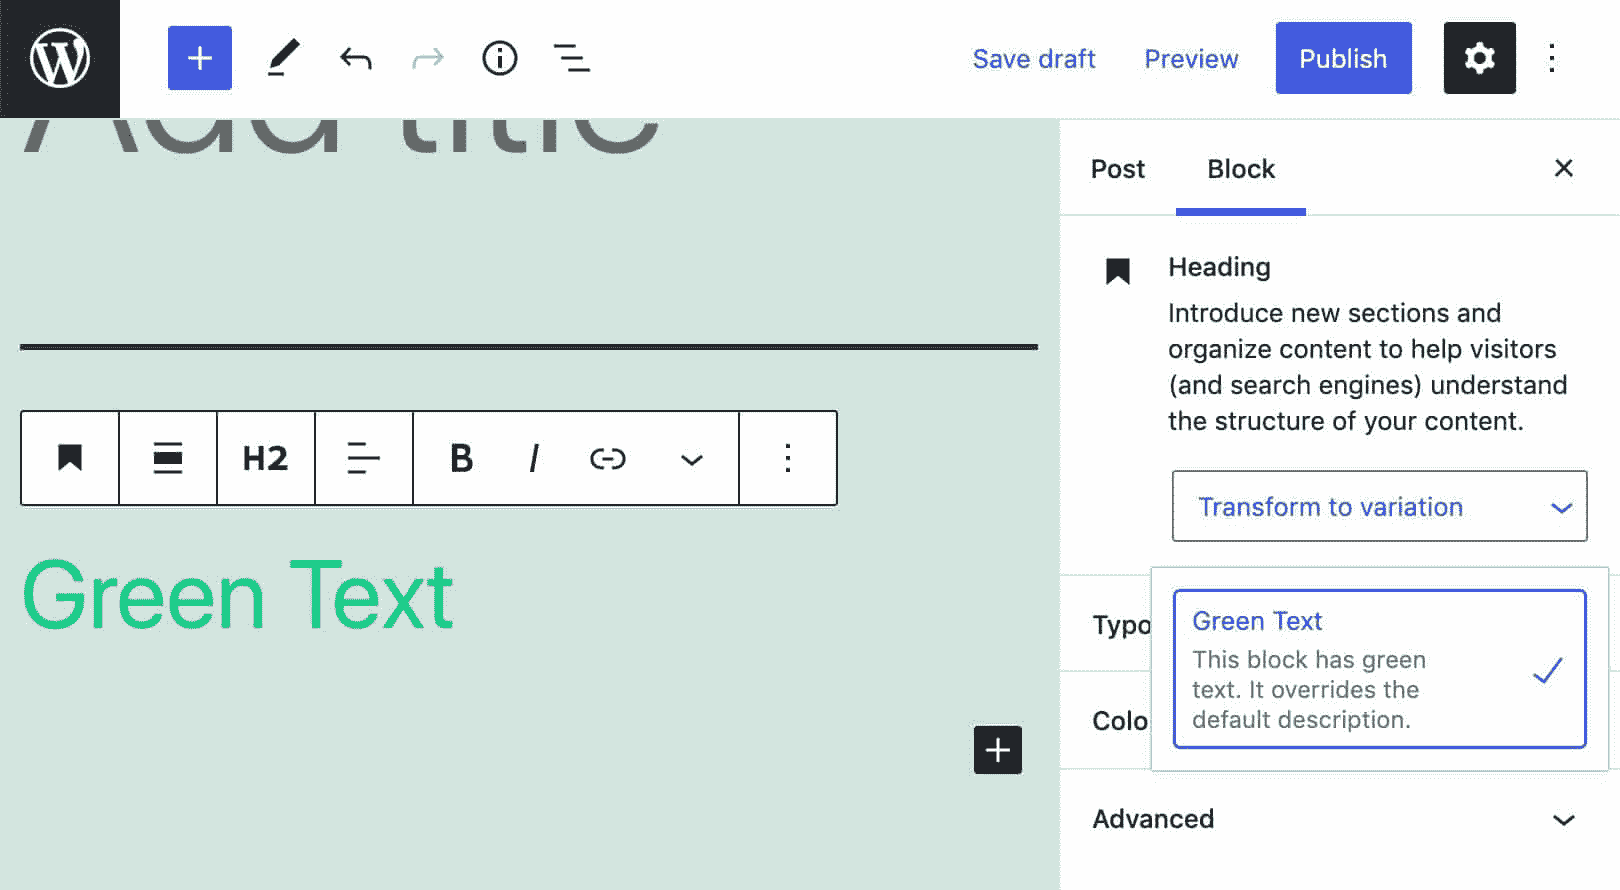 Save draft
Preview
Publish
Add title
Post
Block
Heading
Introduce new sections and
organize content to help visitors
(and search engines) understand
the structure of your content.
Transform to variation
H2
B I
Green Text
Typo
Green Text
This block has green
text. It overrides the
default description.
Colo
Advanced